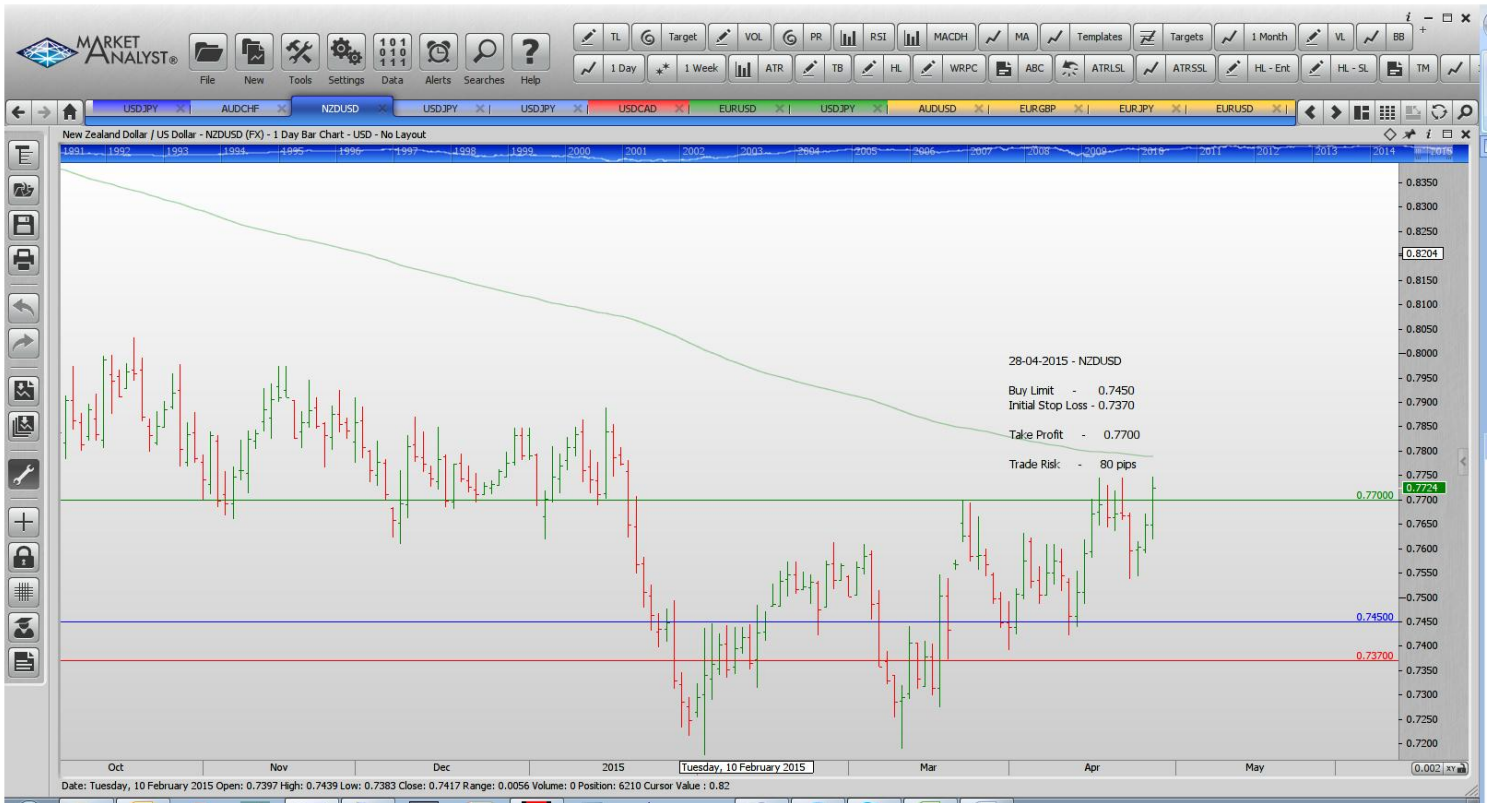 MARKET ANALYST®
File New Tools Settings Data Alerts Searches Help
TL Target VOL PR RSI MACDH MA Templates Targets 1 Month VL BB
1 Day 1 Week ATR TB HL WRPC ABC ATRLSL ATRSSL HL - Ent HL - SL TM
USDJPY AUDCHF NZDUSD USDJPY USDJPY USDCAD EURUSD USDJPY AUDUSD EURGBP EURJPY EURUSD
New Zealand Dollar / US Dollar - NZDUSD (FX) - 1 Day Bar Chart - USD - No Layout
1991 1992 1993 1994 1995 1996 1997 1998 1999 2000 2001 2002 2003 2004 2005 2006 2007 2008 2009 2010 2011 2012 2013 2014 2015
0.8350
0.8300
0.8250
0.8204
0.8150
0.8100
0.8050
0.8000
28-04-2015 - NZDUSD
0.7950
Buy Limit - 0.7450
0.7900
Initial Stop Loss - 0.7370
0.7850
Take Profit - 0.7700
0.7800
Trade Risk - 80 pips
0.7750
0.7724
0.77000
0.7700
0.7650
0.7600
0.7550
0.7500
0.74500
0.7450
0.7400
0.73700
0.7350
0.7300
0.7250
0.7200
Oct Nov Dec 2015 Tuesday, 10 February 2015 Mar Apr May
0.002 XY
Date: Tuesday, 10 February 2015 Open: 0.7397 High: 0.7439 Low: 0.7383 Close: 0.7417 Range: 0.0056 Volume: 0 Position: 6210 Cursor Value : 0.82